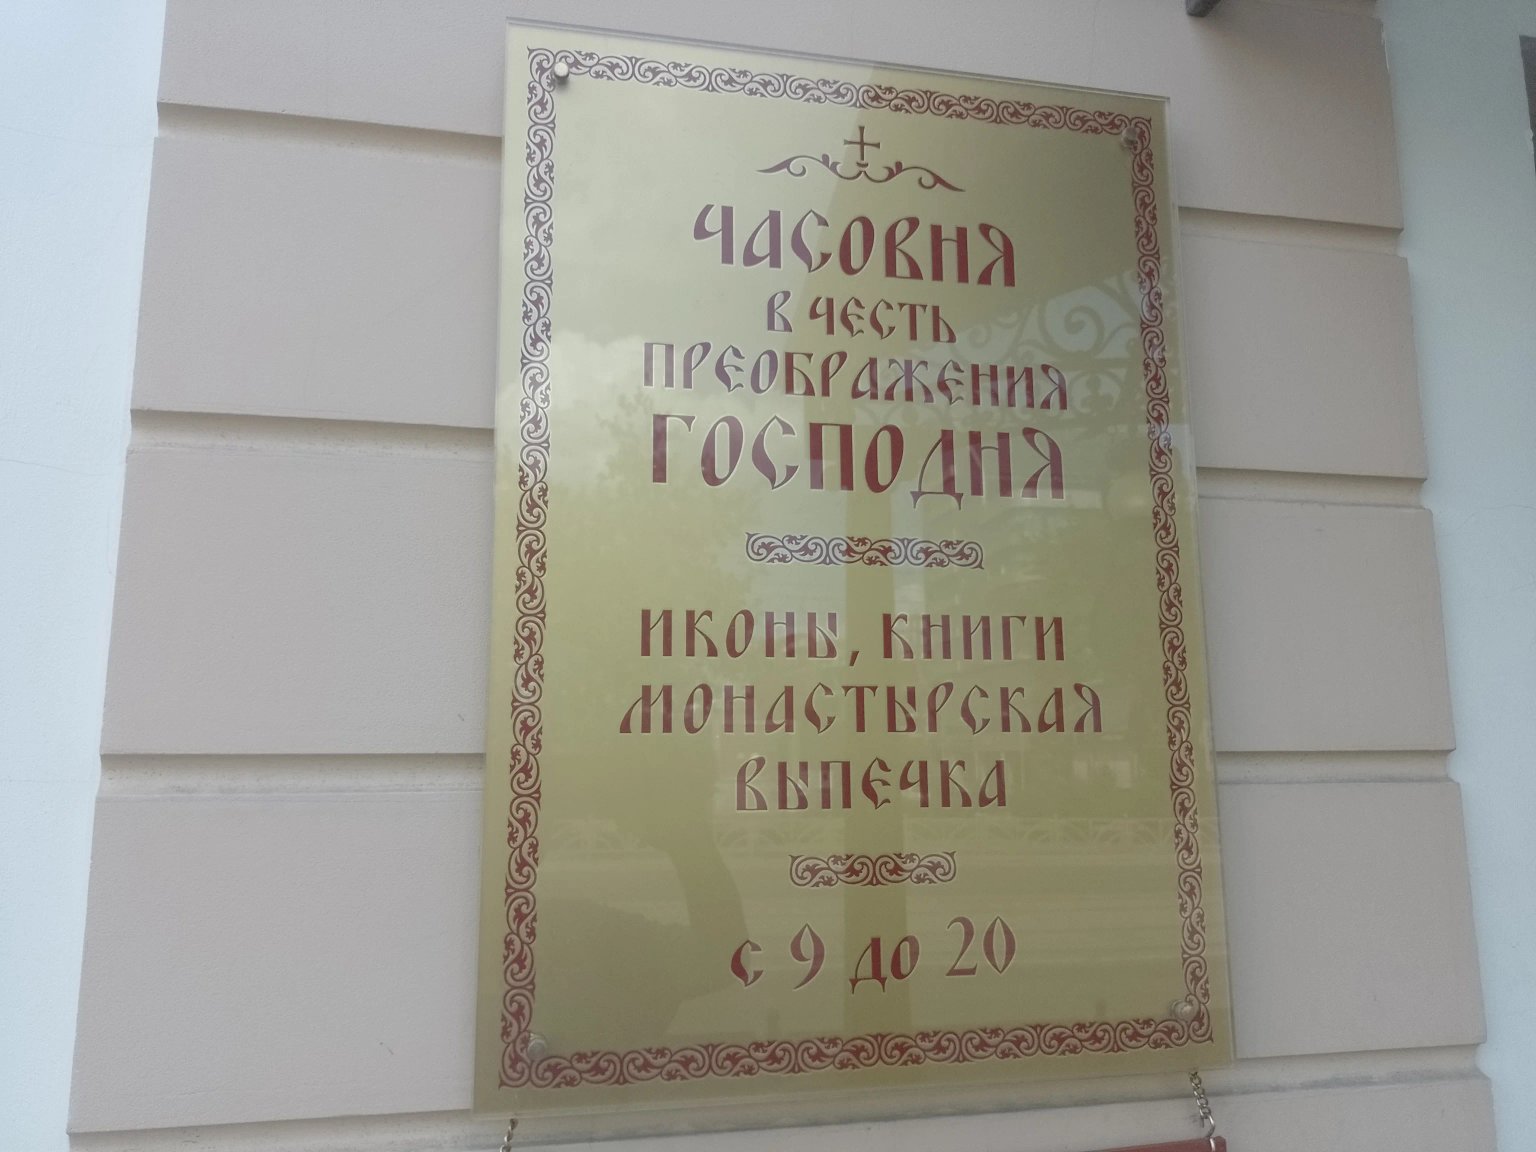 ЧАСОВНЯ
В ЧЕСТЬ
ПРЕОБРАЖЕНИЯ
ГОСПОДНЯ
ИКОНЫ, КНИГИ
МОНАСТЫРСКАЯ
ВЫПЕЧКА
с 9 до 20